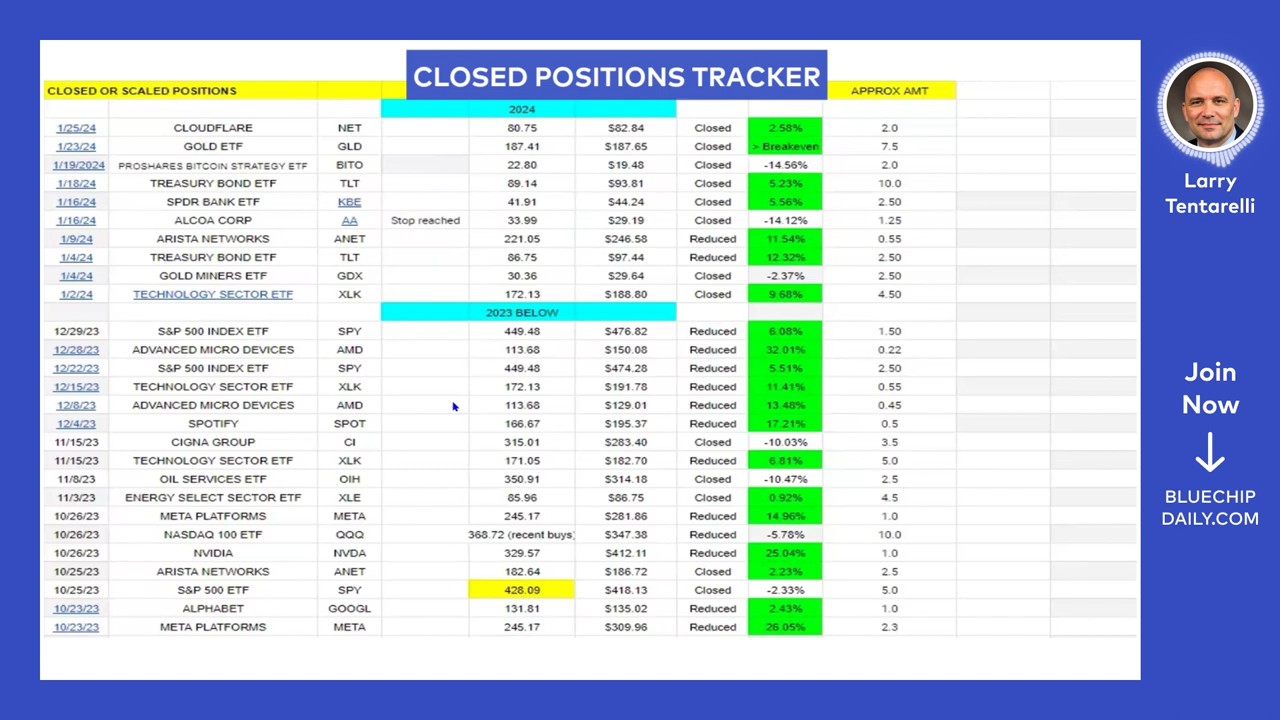 CLOSED POSITIONS TRACKER
CLOSED OR SCALED POSITIONS APPROX AMT
2024
1/25/24 CLOUDFLARE NET 80.75 $82.84 Closed 2.58% 2.0
1/23/24 GOLD ETF GLD 187.41 $187.65 Closed > Breakeven 7.5
1/19/2024 PROSHARES BITCOIN STRATEGY ETF BITO 22.80 $19.48 Closed -14.56% 2.0
1/18/24 TREASURY BOND ETF TLT 89.14 $93.81 Closed 5.23% 10.0
1/16/24 SPDR BANK ETF KBE 41.91 $44.24 Closed 5.56% 2.50
1/16/24 ALCOA CORP AA Stop reached 33.99 $29.19 Closed -14.12% 1.25
1/9/24 ARISTA NETWORKS ANET 221.05 $246.58 Reduced 11.54% 0.55
1/4/24 TREASURY BOND ETF TLT 86.75 $97.44 Reduced 12.32% 2.50
1/4/24 GOLD MINERS ETF GDX 30.36 $29.64 Closed -2.37% 2.50
1/2/24 TECHNOLOGY SECTOR ETF XLK 172.13 $188.80 Closed 9.68% 4.50
2023 BELOW
12/29/23 S&P 500 INDEX ETF SPY 449.48 $476.82 Reduced 6.08% 1.50
12/28/23 ADVANCED MICRO DEVICES AMD 113.68 $150.08 Reduced 32.01% 0.22
12/22/23 S&P 500 INDEX ETF SPY 449.48 $474.28 Reduced 5.51% 2.50
12/15/23 TECHNOLOGY SECTOR ETF XLK 172.13 $191.78 Reduced 11.41% 0.55
12/8/23 ADVANCED MICRO DEVICES AMD 113.68 $129.01 Reduced 13.48% 0.45
12/4/23 SPOTIFY SPOT 166.67 $195.37 Reduced 17.21% 0.5
11/15/23 CIGNA GROUP CI 315.01 $283.40 Closed -10.03% 3.5
11/15/23 TECHNOLOGY SECTOR ETF XLK 171.05 $182.70 Reduced 6.81% 5.0
11/8/23 OIL SERVICES ETF OIH 350.91 $314.18 Closed -10.47% 2.5
11/3/23 ENERGY SELECT SECTOR ETF XLE 85.96 $86.75 Closed 0.92% 4.5
10/26/23 META PLATFORMS META 245.17 $281.86 Reduced 14.96% 1.0
10/26/23 NASDAQ 100 ETF QQQ 368.72 (recent buys) $347.38 Reduced -5.78% 10.0
10/26/23 NVIDIA NVDA 329.57 $412.11 Reduced 25.04% 1.0
10/25/23 ARISTA NETWORKS ANET 182.64 $186.72 Closed 2.23% 2.5
10/25/23 S&P 500 ETF SPY 428.09 $418.13 Closed -2.33% 5.0
10/23/23 ALPHABET GOOGL 131.81 $135.02 Reduced 2.43% 1.0
10/23/23 META PLATFORMS META 245.17 $309.96 Reduced 26.05% 2.3
Larry
Tentarelli
Join
Now
BLUECHIP
DAILY.COM